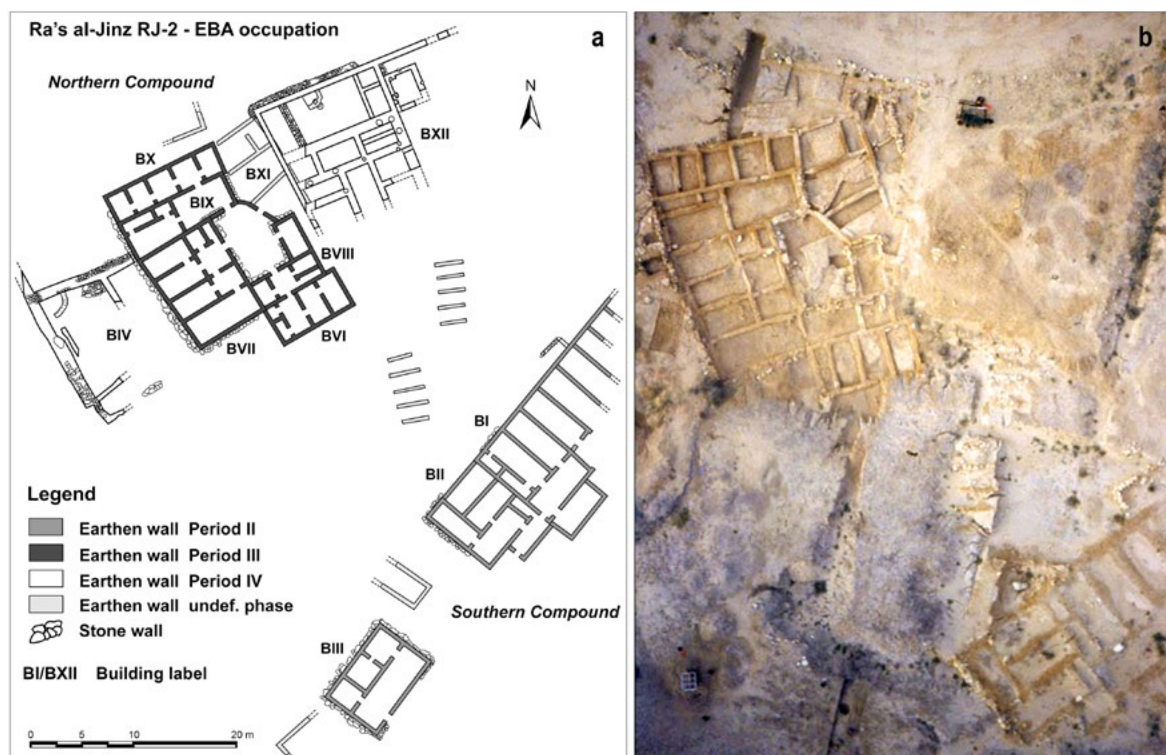 Ra's al-Jinz RJ-2 - EBA occupation
a
Northern Compound
N
BX
BXII
BXI
BIX
BVIII
BIV
BVII
BVI
BI
BII
Southern Compound
BIII
Legend
Earthen wall Period II
Earthen wall Period III
Earthen wall Period IV
Earthen wall undef. phase
Stone wall
BI/BXII Building label
0 10 20 m
b